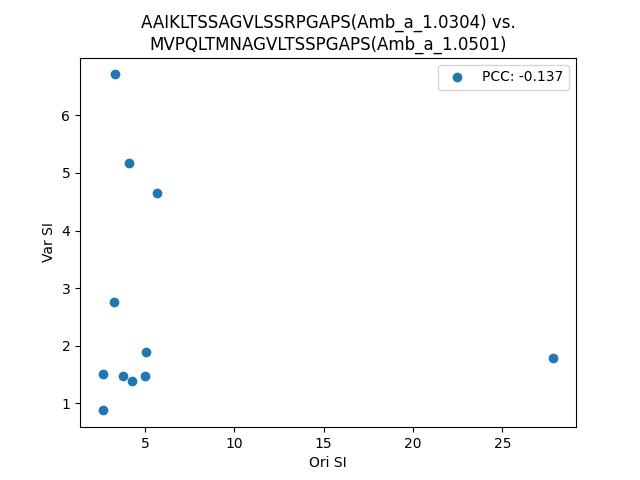 AAIKLTSSAGVLSSRPGAPS(Amb_a_1.0304) vs.
MVPQLTMNAGVLTSSPGAPS(Amb_a_1.0501)
PCC: -0.137
6
5
4
3
2
1
Var SI
5 10 15 20 25
Ori SI